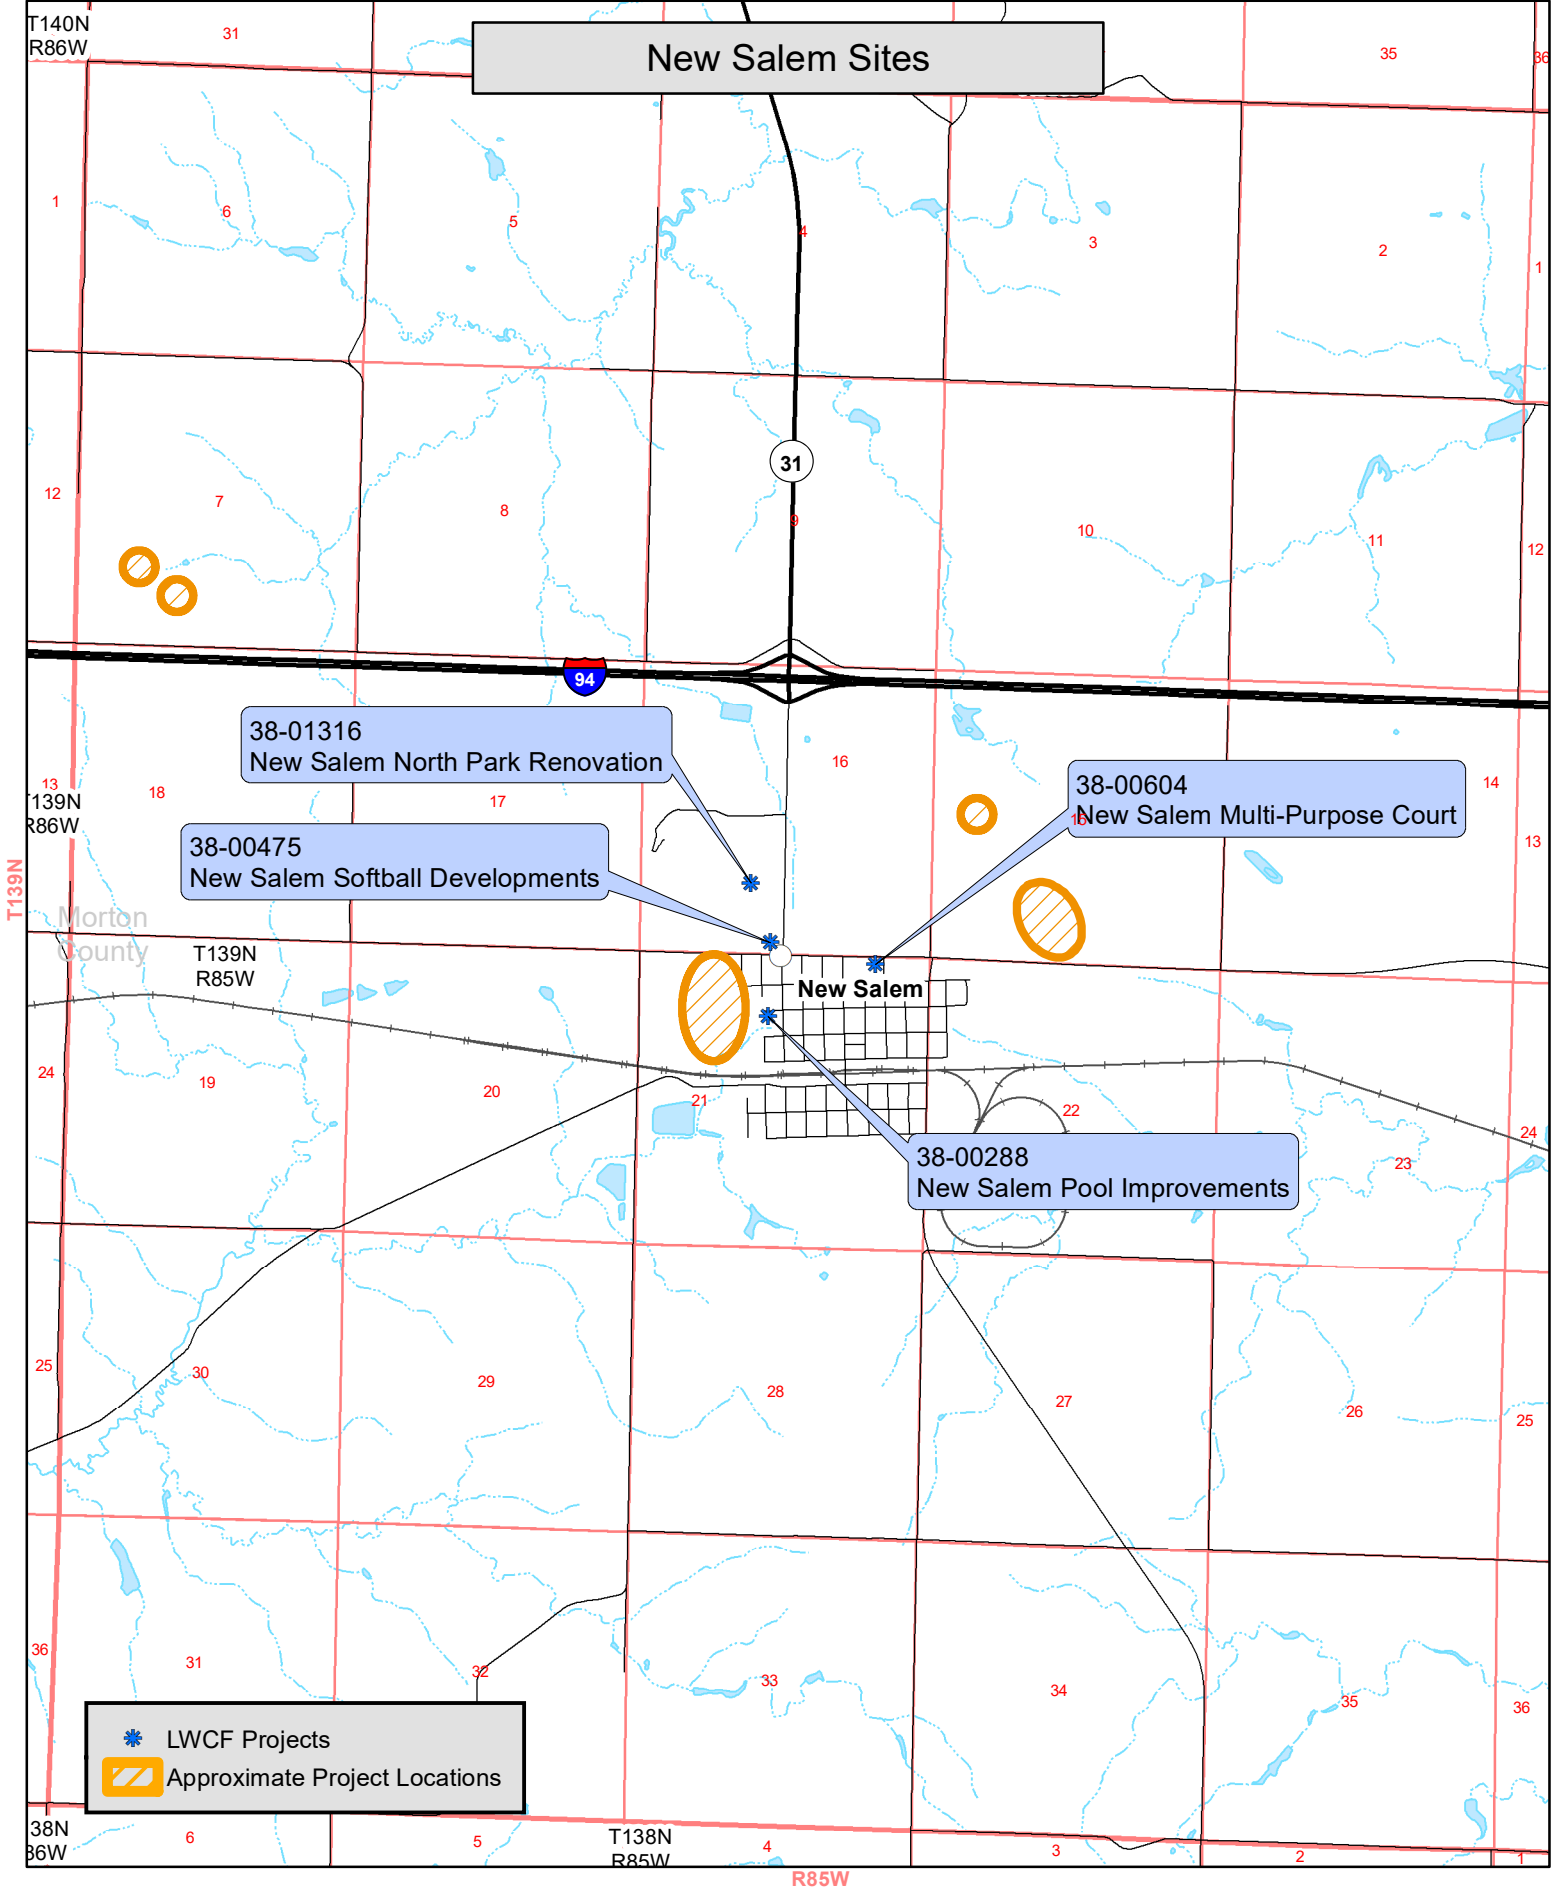 T140N
R86W
31
New Salem Sites
35
36
1
6
5
4
3
2
1
31
12
7
8
9
10
11
12
94
38-01316
New Salem North Park Renovation
16
38-00604
New Salem Multi-Purpose Court
15
14
13
18
17
T139N
R86W
13
38-00475
New Salem Softball Developments
T139N
Morton
County
T139N
R85W
New Salem
24
19
20
21
22
23
24
38-00288
New Salem Pool Improvements
25
30
29
28
27
26
25
36
31
32
33
34
35
36
LWCF Projects
Approximate Project Locations
38N
86W
6
5
T138N
R85W
4
3
2
1
R85W